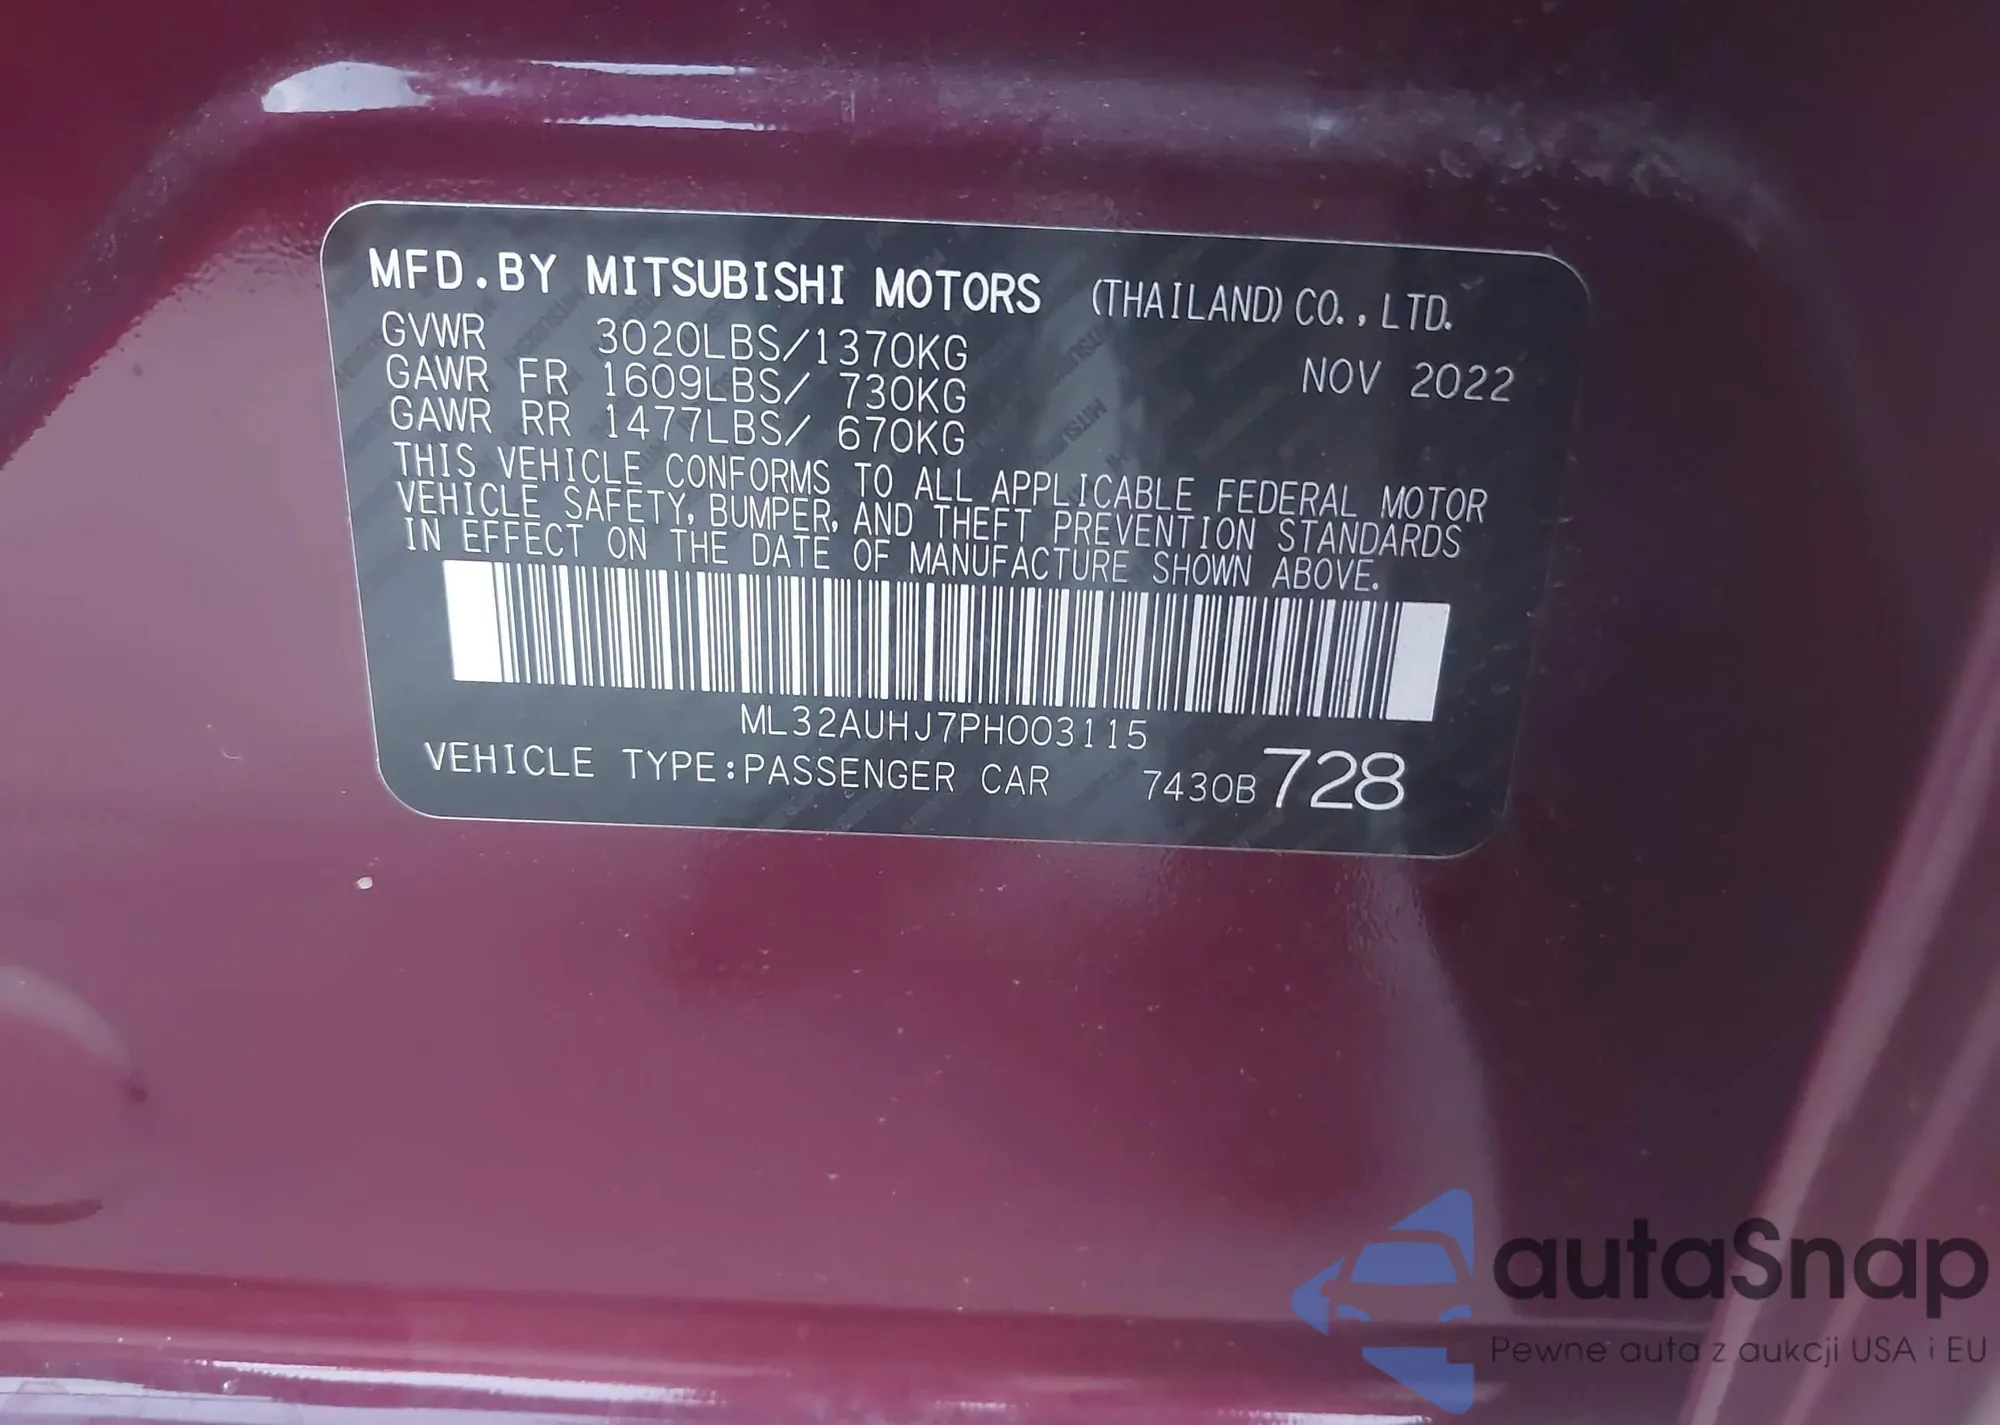 MFD.BY MITSUBISHI MOTORS (THAILAND) CO., LTD.
GVWR 3020LBS/1370KG
NOV 2022
GAWR FR 1609LBS/ 730KG
GAWR RR 1477LBS/ 670KG
THIS VEHICLE CONFORMS TO ALL APPLICABLE FEDERAL MOTOR
VEHICLE SAFETY, BUMPER, AND THEFT PREVENTION STANDARDS
IN EFFECT ON THE DATE OF MANUFACTURE SHOWN ABOVE.
ML32AUHJ7PH003115
VEHICLE TYPE:PASSENGER CAR 7430B 728
autaSnap
Pewne auta z aukcji USA i EU